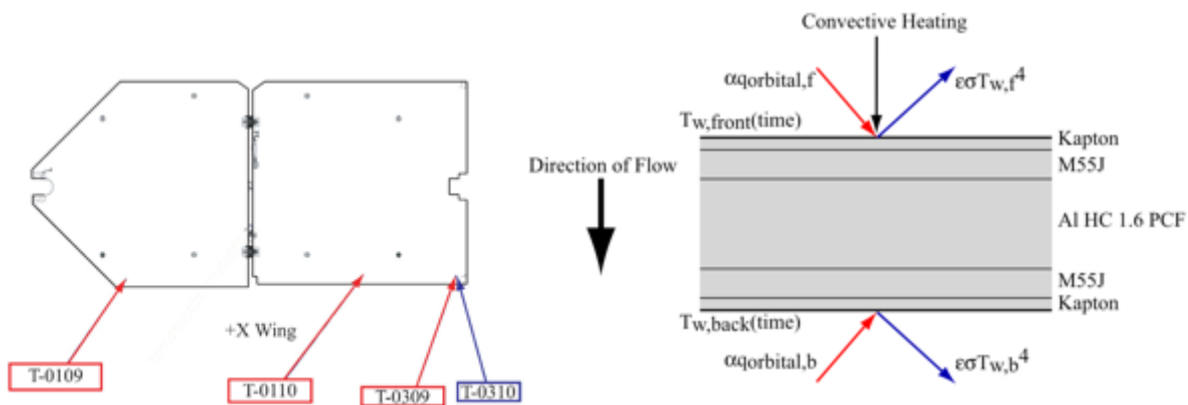 +X Wing
T-0109
T-0110
T-0309
T-0310
Direction of Flow
Convective Heating
αqorbital,f
εσTw,f⁴
Tw,front(time)
Kapton
M55J
Al HC 1.6 PCF
M55J
Kapton
Tw,back(time)
αqorbital,b
εσTw,b⁴